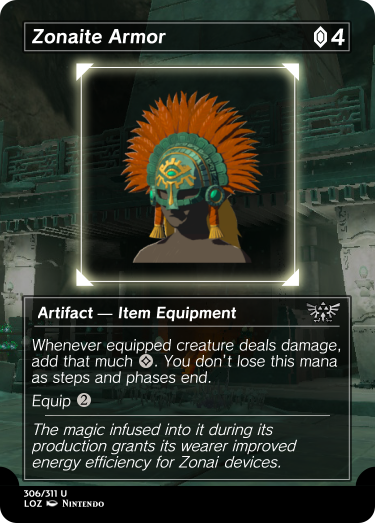 Zonaite Armor 4
Artifact — Item Equipment
Whenever equipped creature deals damage,
add that much . You don't lose this mana
as steps and phases end.
Equip 2
The magic infused into it during its
production grants its wearer improved
energy efficiency for Zonai devices.
306/311 U
LOZ Nintendo